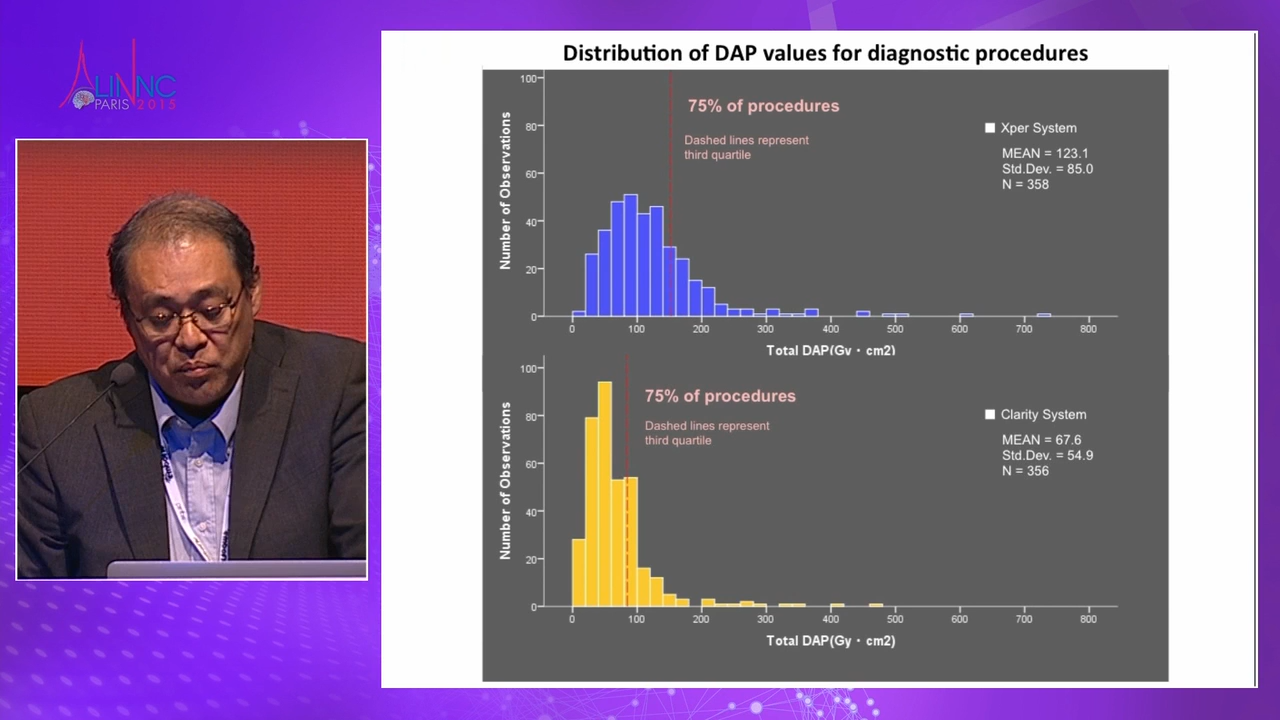 LINNC
PARIS 2015
Distribution of DAP values for diagnostic procedures
100
80
60
40
20
0
Number of Observations
75% of procedures
Dashed lines represent
third quartile
Xper System
MEAN = 123.1
Std.Dev. = 85.0
N = 358
0 100 200 300 400 500 600 700 800
Total DAP(Gy・cm2)
100
80
60
40
20
0
Number of Observations
75% of procedures
Dashed lines represent
third quartile
Clarity System
MEAN = 67.6
Std.Dev. = 54.9
N = 356
0 100 200 300 400 500 600 700 800
Total DAP(Gy・cm2)